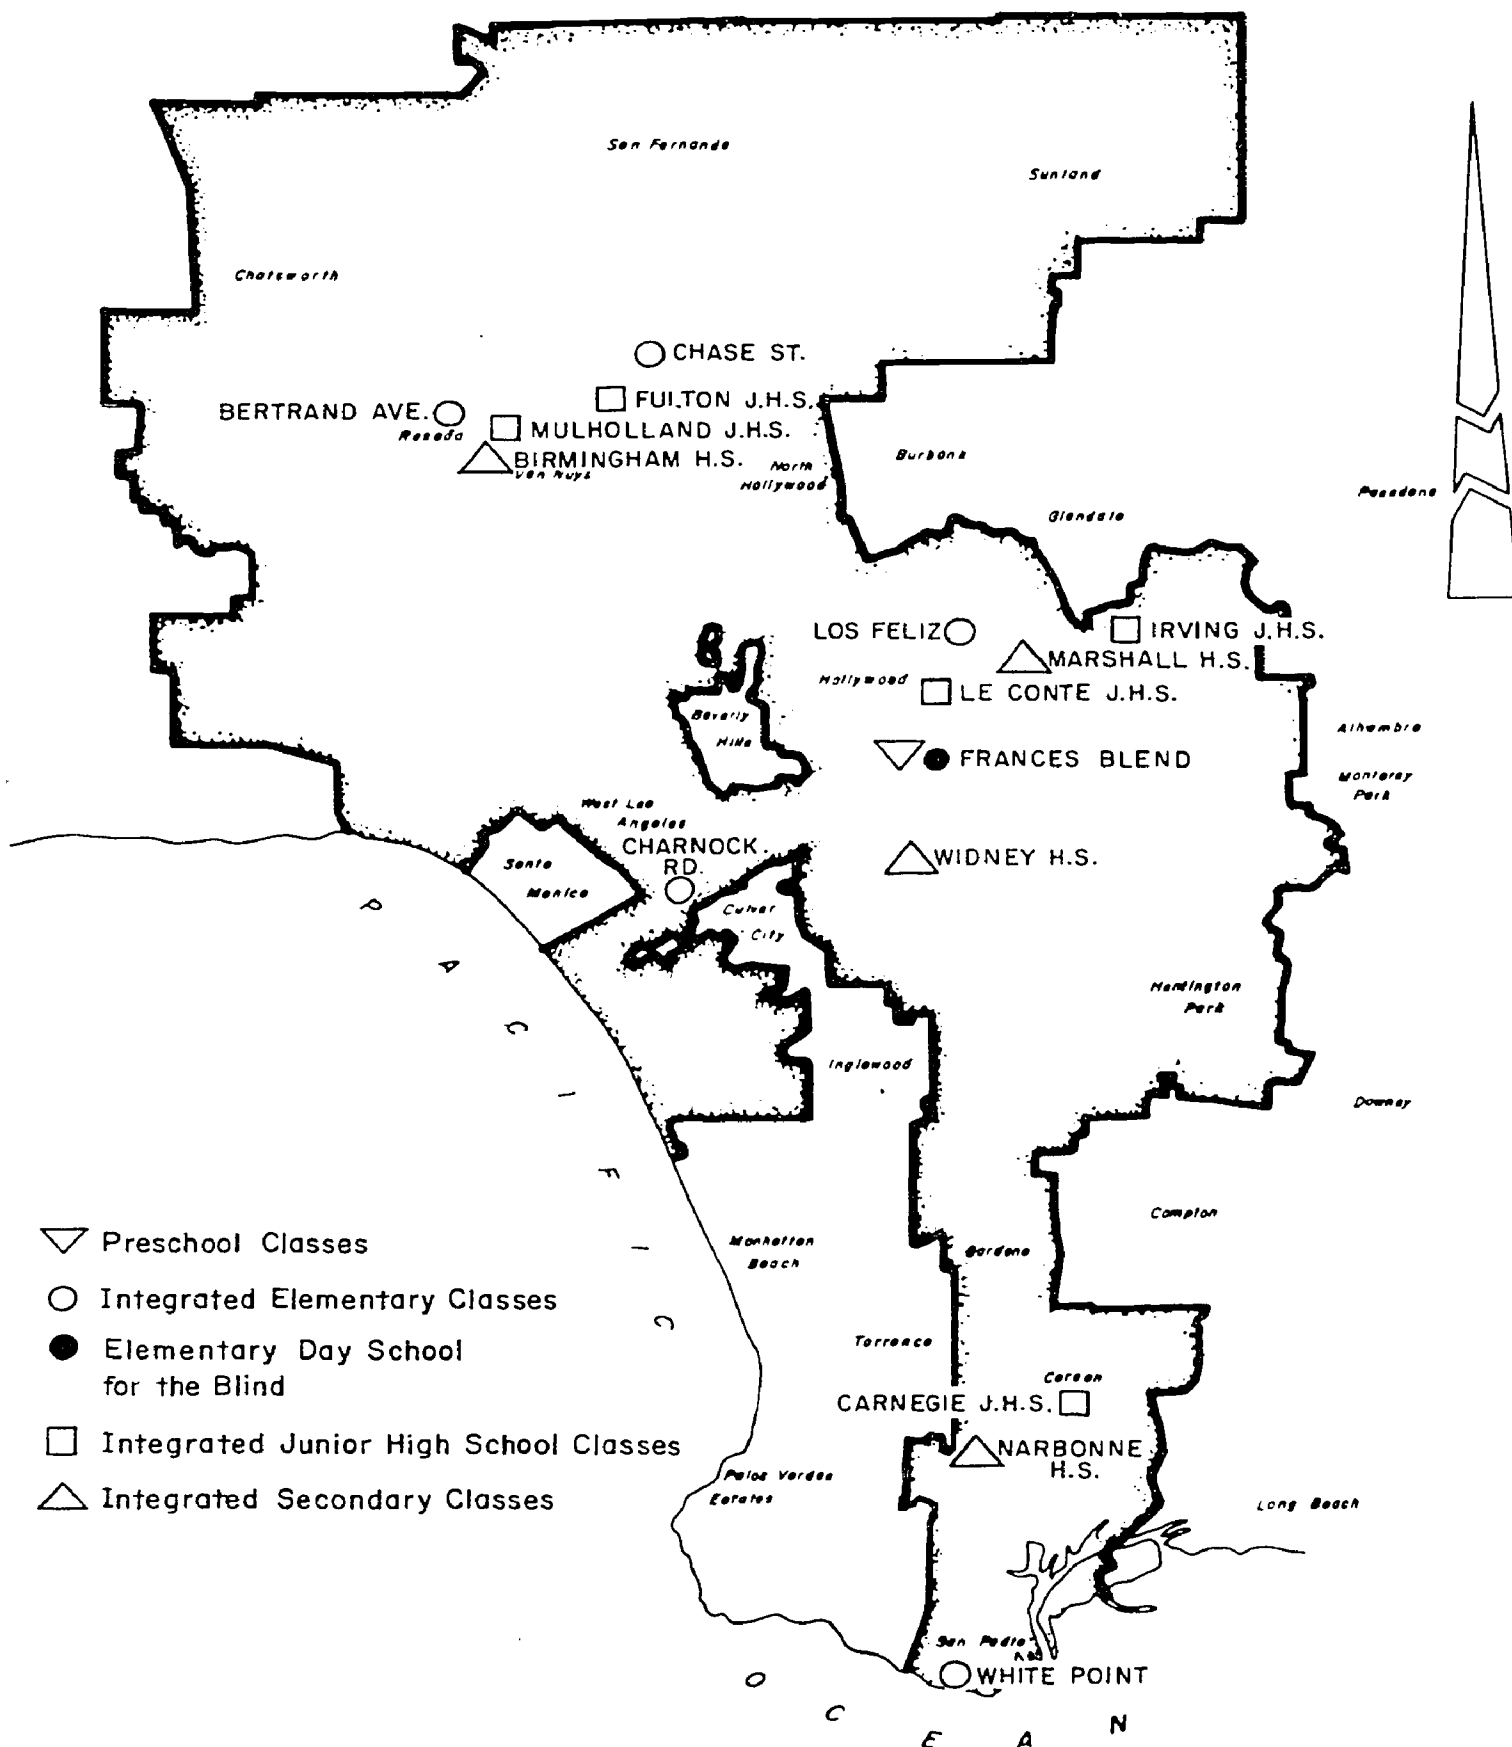 San Fernando
Sunland
Chatsworth
CHASE ST.
FULTON J.H.S.
BERTRAND AVE.
Reseda
MULHOLLAND J.H.S.
BIRMINGHAM H.S.
Van Nuys
North
Hollywood
Burbank
Glendale
Pasadena
LOS FELIZ
IRVING J.H.S.
MARSHALL H.S.
Hollywood
LE CONTE J.H.S.
Beverly
Hills
FRANCES BLEND
Alhambra
Monterey
Park
West Los
Angeles
CHARNOCK
RD.
WIDNEY H.S.
Santa
Monica
Culver
City
Huntington
Park
Inglewood
Downey
Compton
Manhattan
Beach
Gardena
Torrance
Carson
CARNEGIE J.H.S.
NARBONNE
H.S.
Palos Verdes
Estates
Long Beach
San Pedro
WHITE POINT
PACIFIC
OCEAN
Preschool Classes
Integrated Elementary Classes
Elementary Day School
for the Blind
Integrated Junior High School Classes
Integrated Secondary Classes